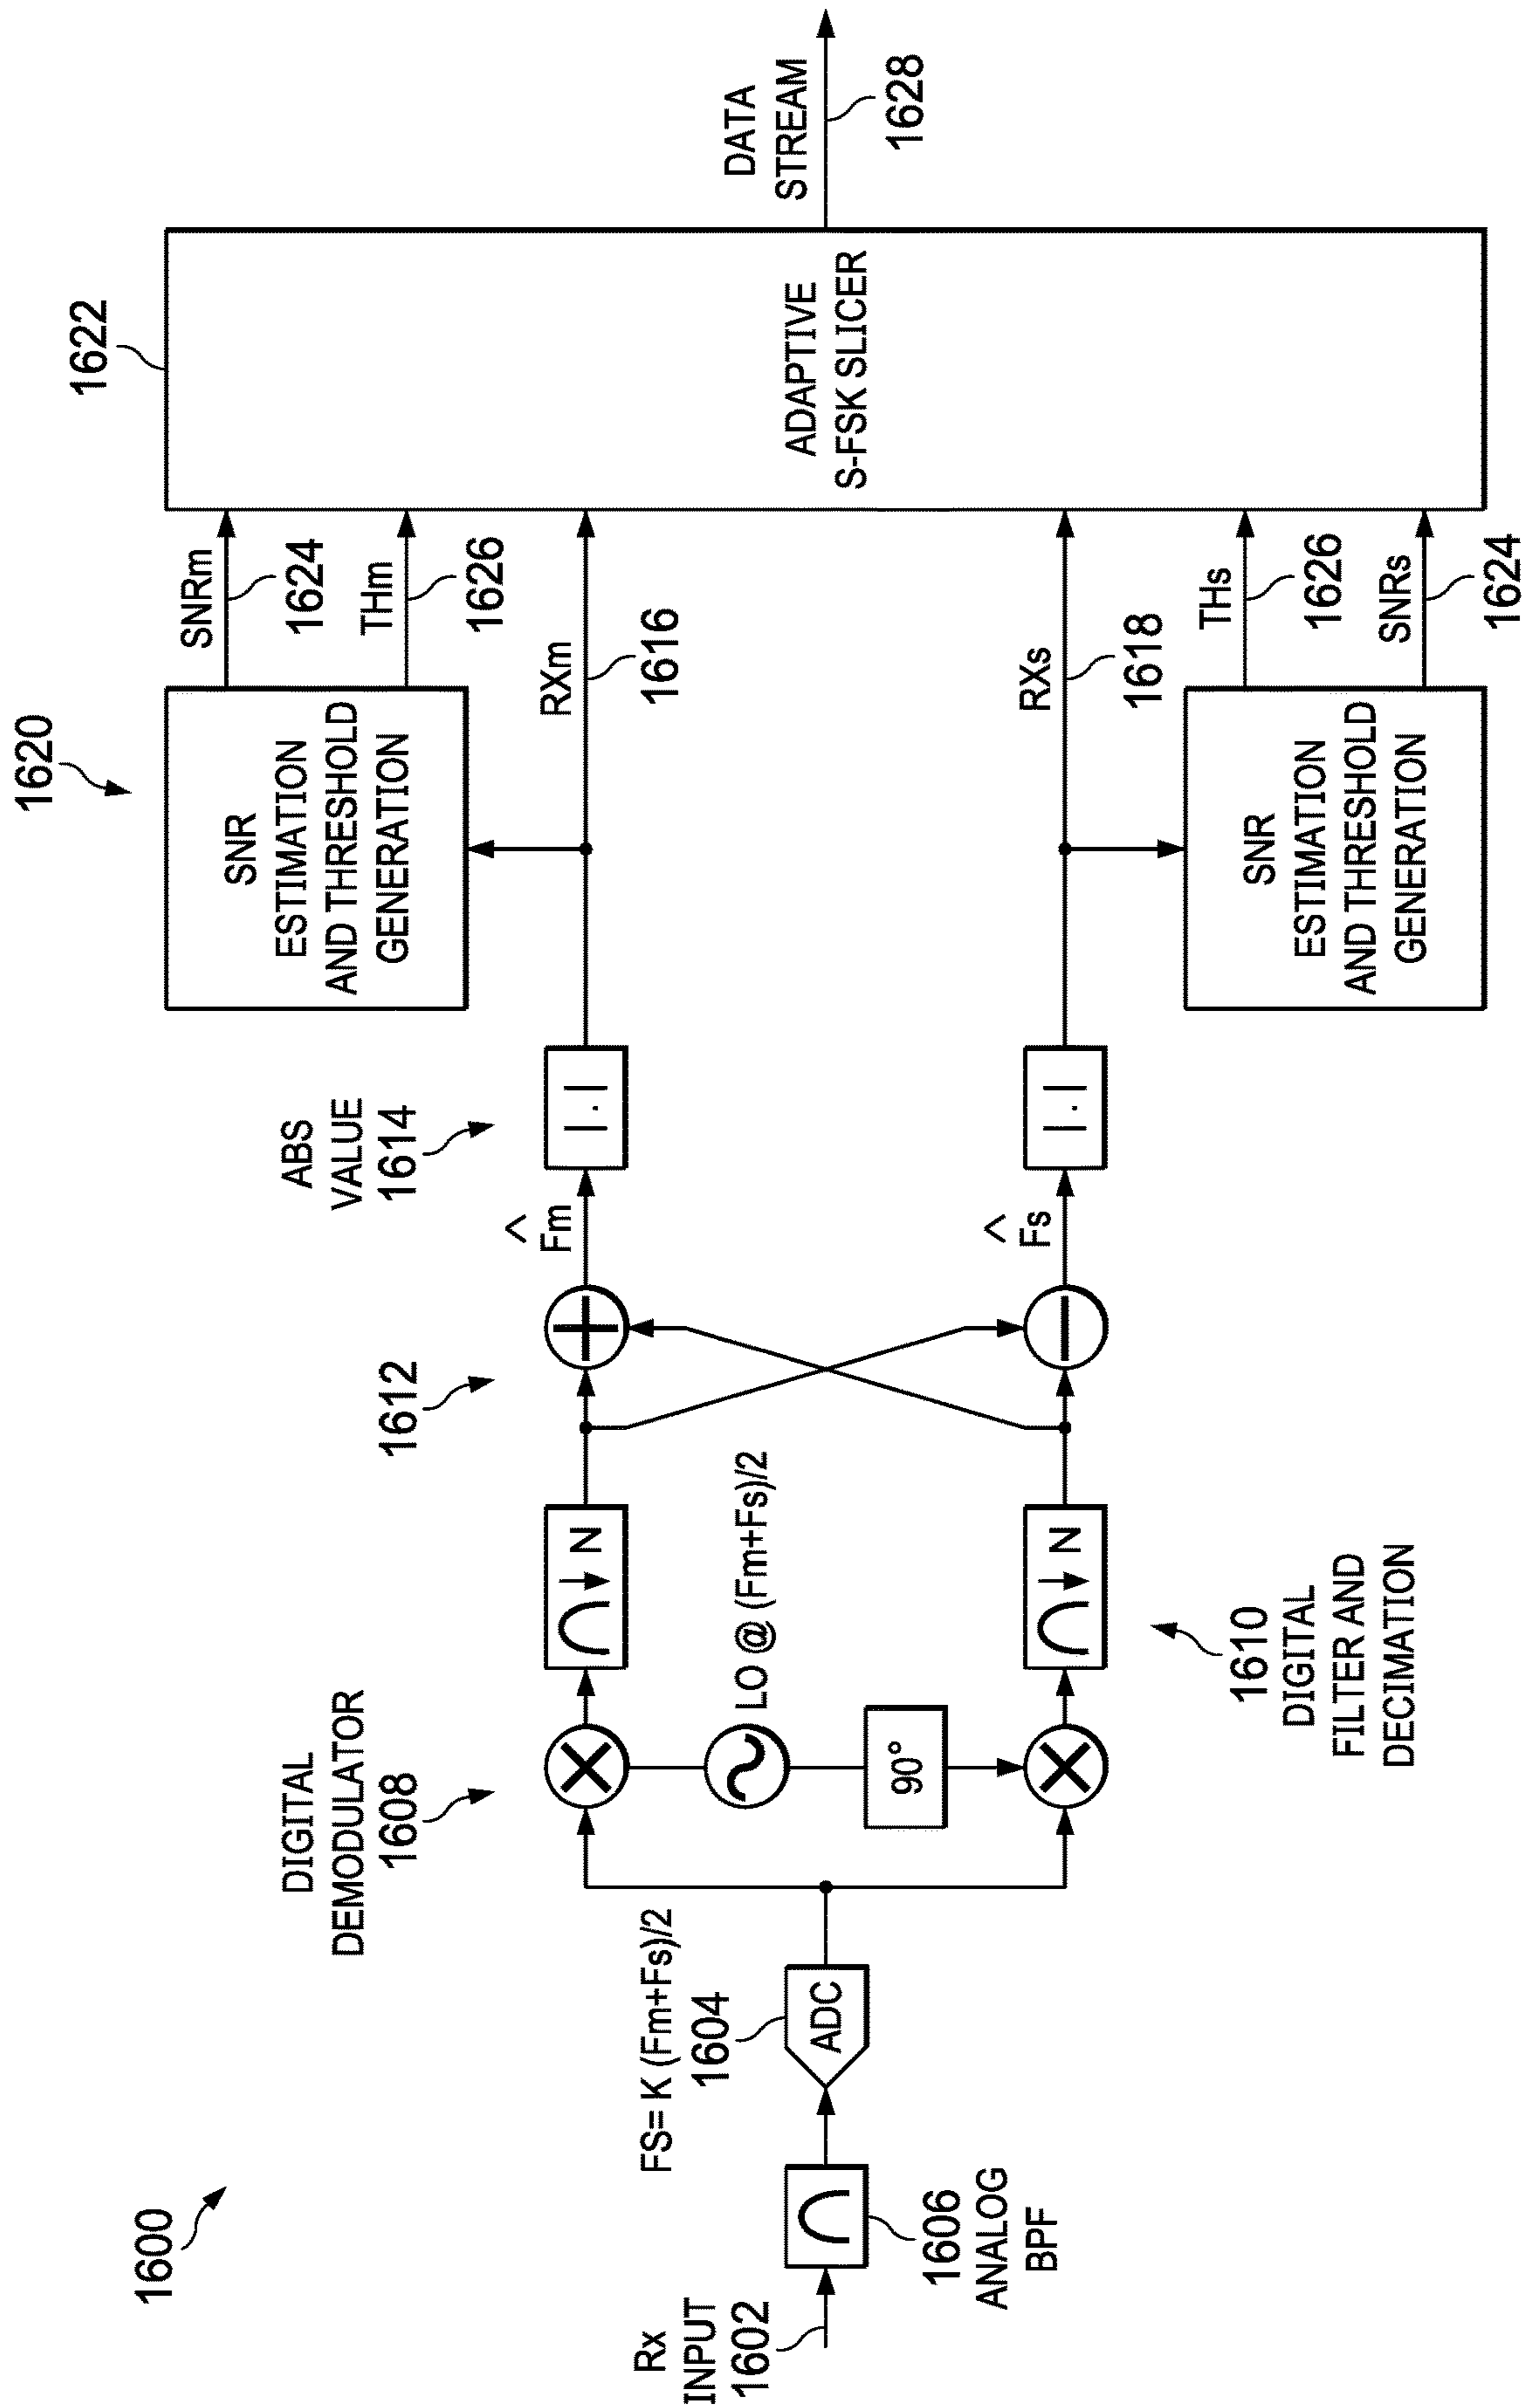 1600
Rx
INPUT
1602
1606
ANALOG
BPF
FS= K (Fm+Fs)/2
1604
ADC
DIGITAL
DEMODULATOR
1608
LO @ (Fm+Fs)/2
90°
↓ N
↓ N
1610
DIGITAL
FILTER AND
DECIMATION
1612
^
Fm
^
Fs
ABS
VALUE
1614
|.|
|.|
1620
SNR
ESTIMATION
AND THRESHOLD
GENERATION
SNR
ESTIMATION
AND THRESHOLD
GENERATION
SNRm
1624
THm
1626
RXm
1616
RXs
1618
THs
1626
SNRs
1624
1622
ADAPTIVE
S-FSK SLICER
DATA
STREAM
1628